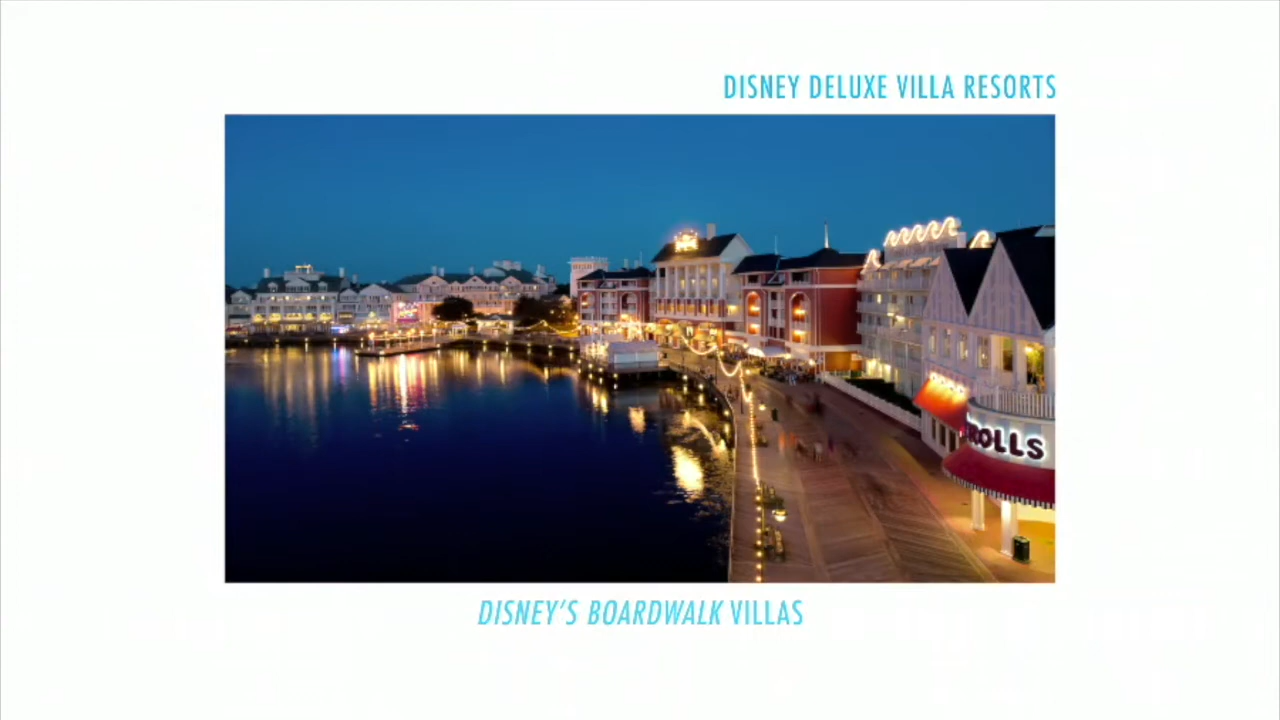 DISNEY DELUXE VILLA RESORTS
ROLLS
DISNEY'S BOARDWALK VILLAS